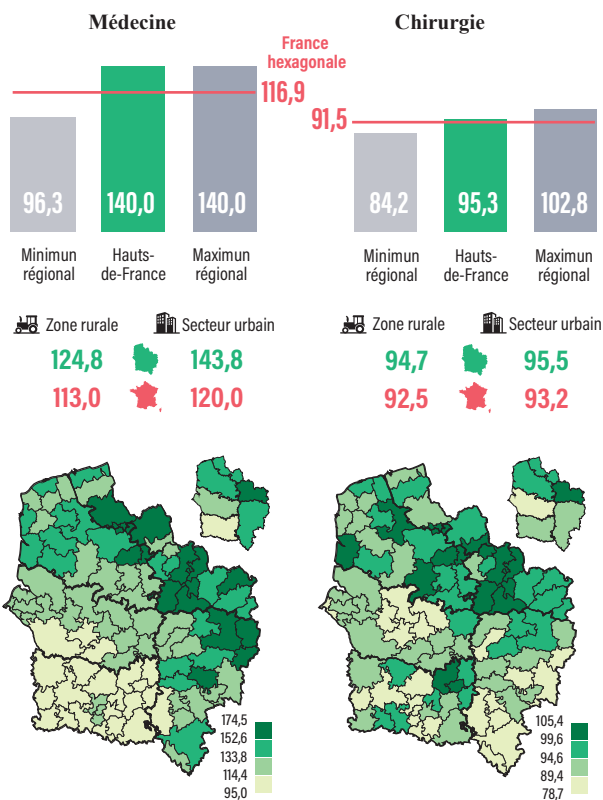 Médecine
96,3
140,0
140,0
France
hexagonale
116,9
Minimun
régional
Hauts-
de-France
Maximun
régional
Zone rurale
Secteur urbain
124,8
143,8
113,0
120,0
174,5
152,6
133,8
114,4
95,0
Chirurgie
91,5
84,2
95,3
102,8
Minimun
régional
Hauts-
de-France
Maximun
régional
Zone rurale
Secteur urbain
94,7
95,5
92,5
93,2
105,4
99,6
94,6
89,4
78,7